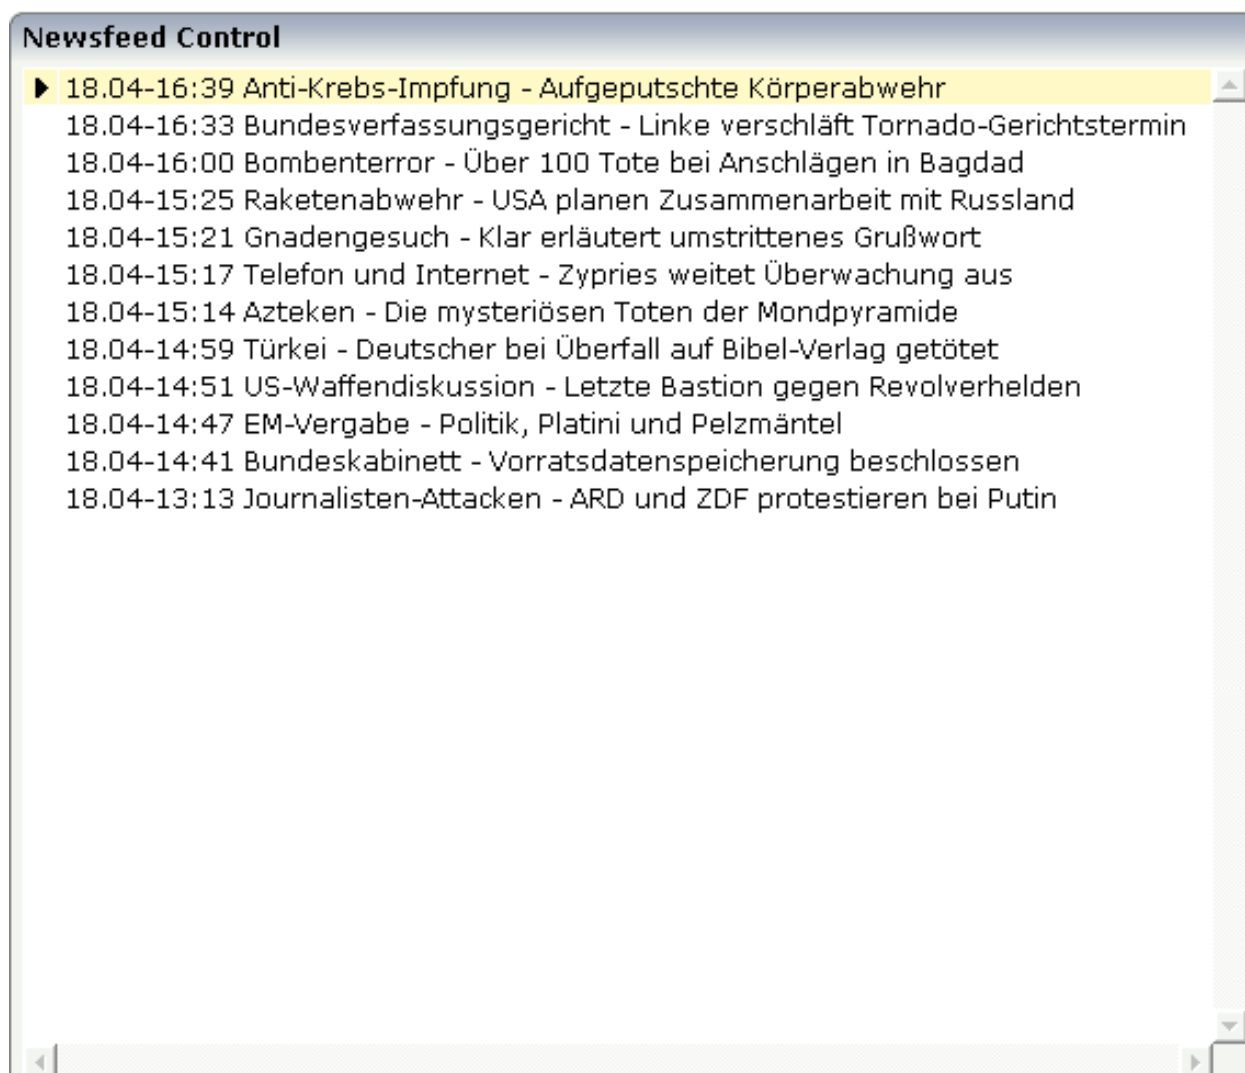 Newsfeed Control
18.04-16:39 Anti-Krebs-Impfung - Aufgeputschte Körperabwehr
18.04-16:33 Bundesverfassungsgericht - Linke verschläft Tornado-Gerichtstermin
18.04-16:00 Bombenterror - Über 100 Tote bei Anschlägen in Bagdad
18.04-15:25 Raketenabwehr - USA planen Zusammenarbeit mit Russland
18.04-15:21 Gnadengesuch - Klar erläutert umstrittenes Grußwort
18.04-15:17 Telefon und Internet - Zypries weitet Überwachung aus
18.04-15:14 Azteken - Die mysteriösen Toten der Mondpyramide
18.04-14:59 Türkei - Deutscher bei Überfall auf Bibel-Verlag getötet
18.04-14:51 US-Waffendiskussion - Letzte Bastion gegen Revolverhelden
18.04-14:47 EM-Vergabe - Politik, Platini und Pelzmäntel
18.04-14:41 Bundeskabinett - Vorratsdatenspeicherung beschlossen
18.04-13:13 Journalisten-Attacken - ARD und ZDF protestieren bei Putin